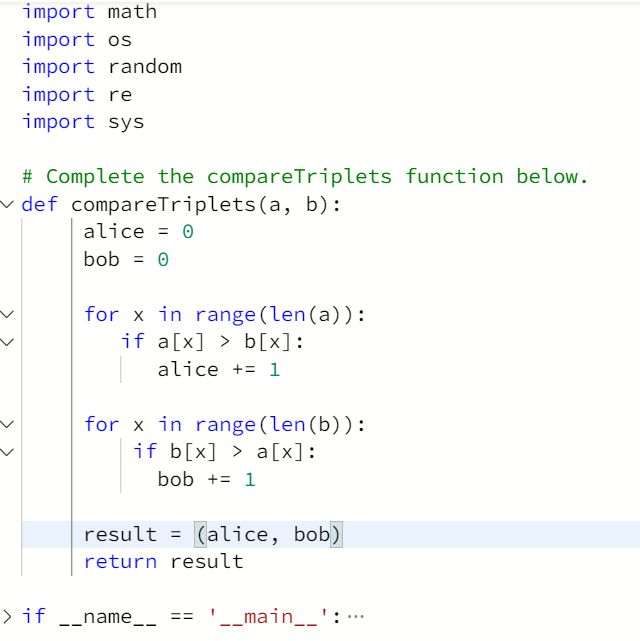 import math
import os
import random
import re
import sys
# Complete the compareTriplets function below.
def compareTriplets(a, b):
alice = 0
bob = 0
for x in range(len(a)):
if a[x] > b[x]:
alice += 1
for x in range(len(b)):
if b[x] > a[x]:
bob += 1
result = (alice, bob)
return result
if __name__ == '__main__':⋯